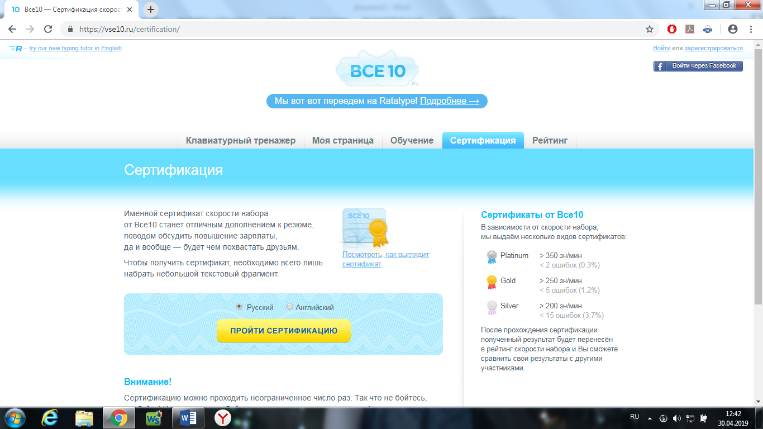 Все10 — Сертификация скорос
https://vse10.ru/certification/
try our new typing tutor in English
Войти или зарегистрироваться
Войти через Facebook
ВСЕ10
Мы вот-вот переедем на Ratatype! Подробнее ⟶
Клавиатурный тренажер Моя страница Обучение Сертификация Рейтинг
Сертификация
Именной сертификат скорости набора
от Все10 станет отличным дополнением к резюме,
поводом обсудить повышение зарплаты,
да и вообще — будет чем похвастать друзьям.
Чтобы получить сертификат, необходимо всего лишь
набрать небольшой текстовый фрагмент.
ВСЕ10
Посмотреть, как выглядит
сертификат
Русский Английский
ПРОЙТИ СЕРТИФИКАЦИЮ
Внимание!
Сертификацию можно проходить неограниченное число раз. Так что не бойтесь,
Сертификаты от Все10
В зависимости от скорости набора,
мы выдаём несколько видов сертификатов:
Platinum > 350 зн/мин
< 2 ошибок (0.3%)
Gold > 250 зн/мин
< 5 ошибок (1.2%)
Silver > 200 зн/мин
< 15 ошибок (3.7%)
После прохождения сертификации
полученный результат будет перенесён
в рейтинг скорости набора и Вы сможете
сравнить свои результаты с другими
участниками
RU
12:42
30.04.2019